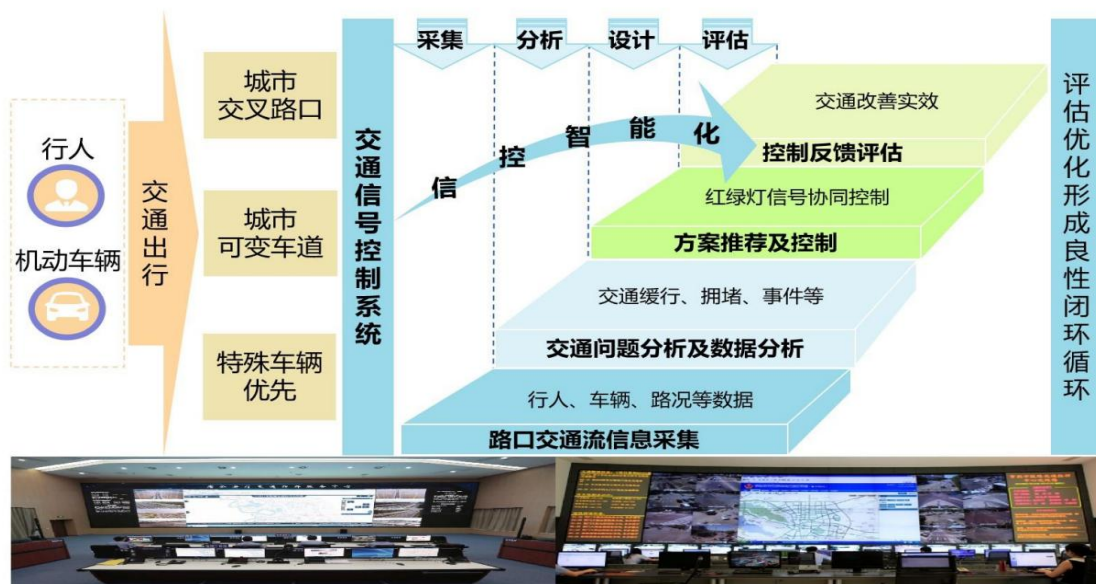 行人
机动车辆
交通出行
城市
交叉路口
城市
可变车道
特殊车辆
优先
交通信号控制系统
采集
分析
设计
评估
信控智能化
交通改善实效
控制反馈评估
红绿灯信号协同控制
方案推荐及控制
交通缓行、拥堵、事件等
交通问题分析及数据分析
行人、车辆、路况等数据
路口交通流信息采集
评估优化形成良性闭环循环